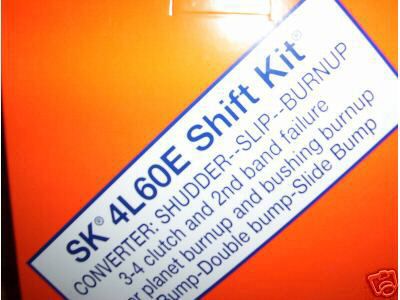 SK® 4L60E Shift Kit®
CONVERTER: SHUDDER--SLIP--BURNUP
3-4 clutch and 2nd band failure
planet burnup and bushing burnup
Bump-Double bump-Slide Bump